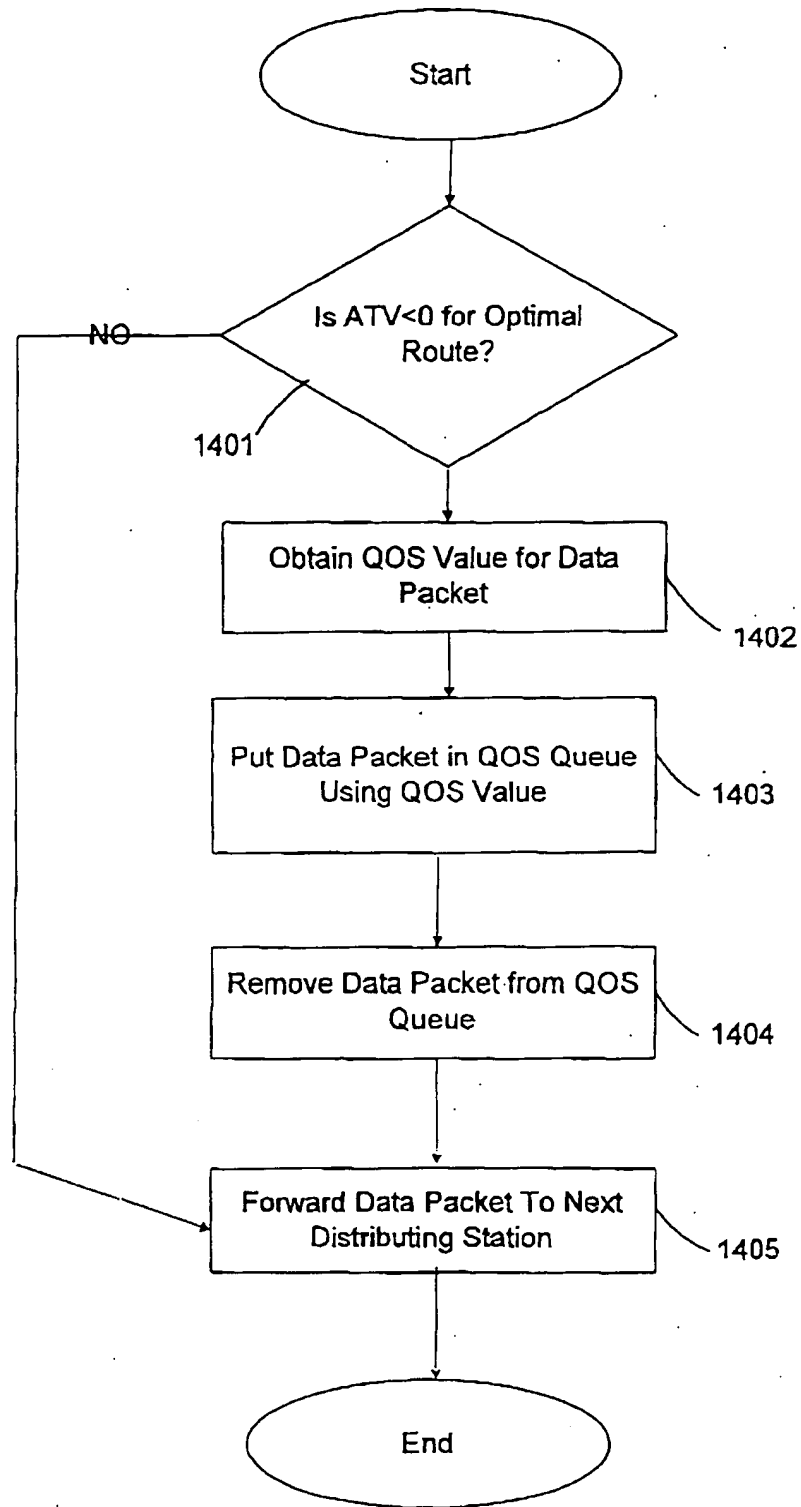 Start
Is ATV<0 for Optimal
Route?
NO
1401
Obtain QOS Value for Data
Packet
1402
Put Data Packet in QOS Queue
Using QOS Value
1403
Remove Data Packet from QOS
Queue
1404
Forward Data Packet To Next
Distributing Station
1405
End